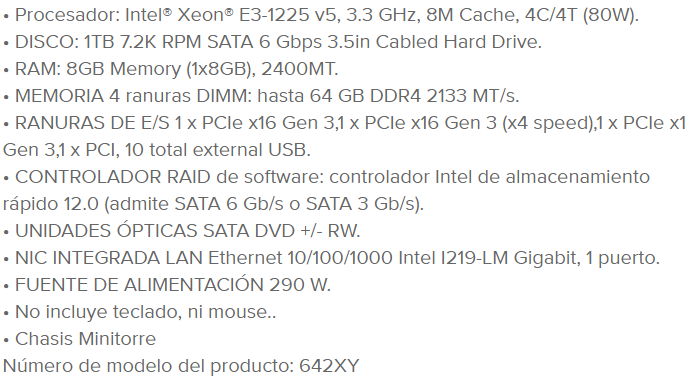 • Procesador: Intel® Xeon® E3-1225 v5, 3.3 GHz, 8M Cache, 4C/4T (80W).
• DISCO: 1TB 7.2K RPM SATA 6 Gbps 3.5in Cabled Hard Drive.
• RAM: 8GB Memory (1x8GB), 2400MT.
• MEMORIA 4 ranuras DIMM: hasta 64 GB DDR4 2133 MT/s.
• RANURAS DE E/S 1 x PCIe x16 Gen 3,1 x PCIe x16 Gen 3 (x4 speed),1 x PCIe x1
Gen 3,1 x PCI, 10 total external USB.
• CONTROLADOR RAID de software: controlador Intel de almacenamiento
rápido 12.0 (admite SATA 6 Gb/s o SATA 3 Gb/s).
• UNIDADES ÓPTICAS SATA DVD +/- RW.
• NIC INTEGRADA LAN Ethernet 10/100/1000 Intel I219-LM Gigabit, 1 puerto.
• FUENTE DE ALIMENTACIÓN 290 W.
• No incluye teclado, ni mouse..
• Chasis Minitorre
Número de modelo del producto: 642XY